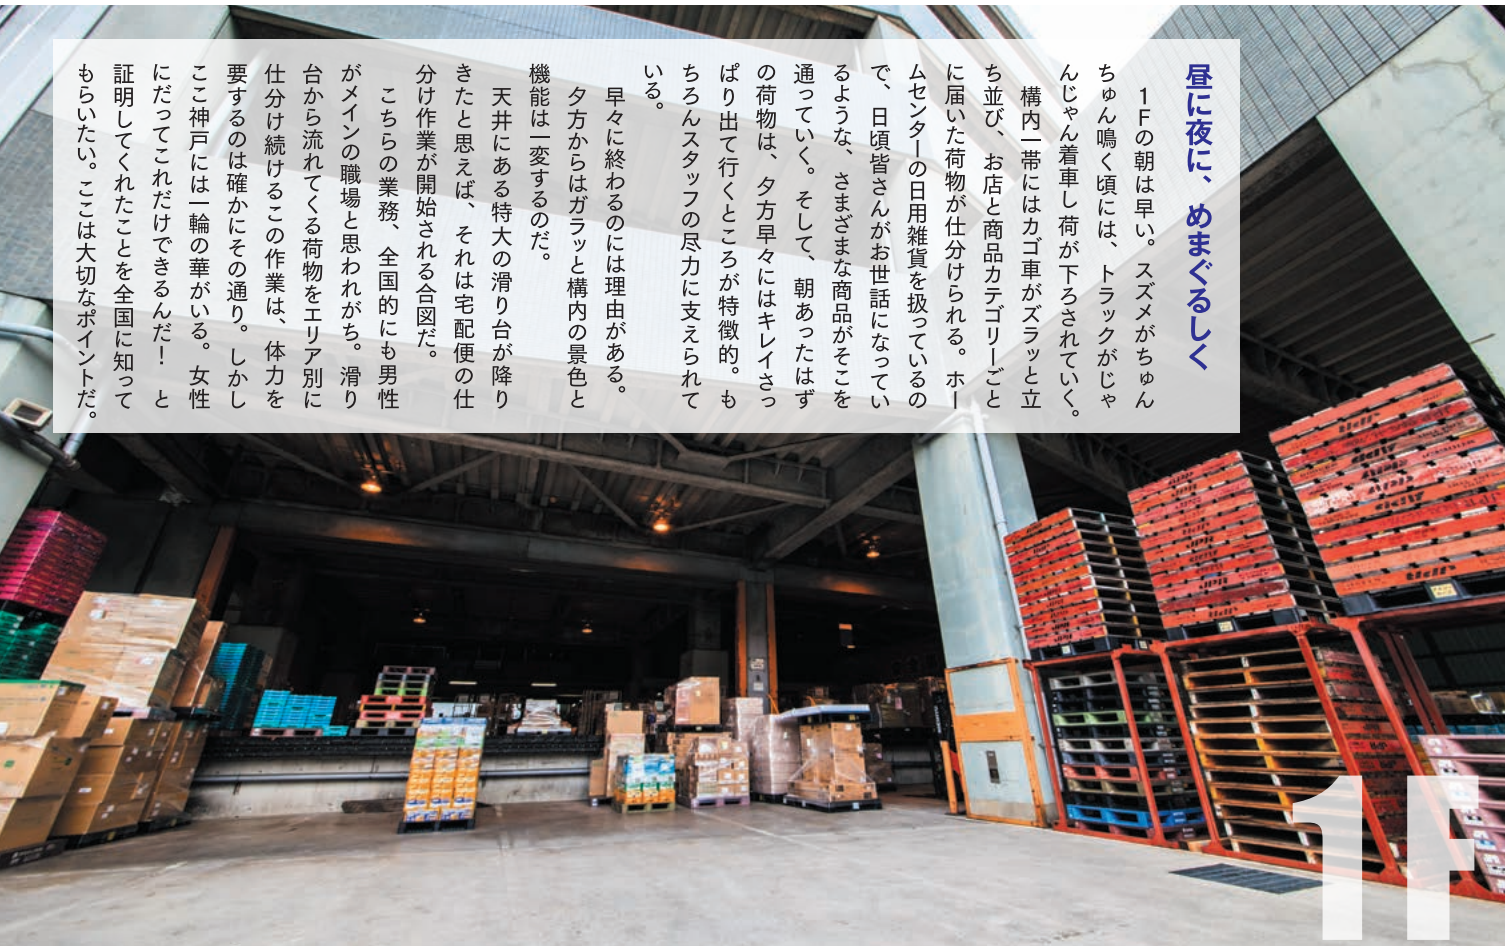 昼に夜に、めまぐるしく
１Ｆの朝は早い。スズメがちゅん
ちゅん鳴く頃には、トラックがじゃ
んじゃん着車し荷が下ろされていく。
構内一帯にはカゴ車がズラッと立
ち並び、お店と商品カテゴリーごと
に届いた荷物が仕分けられる。ホー
ムセンターの日用雑貨を扱っているの
で、日頃皆さんがお世話になってい
るような、さまざまな商品がそこを
通っていく。そして、朝あったはず
の荷物は、夕方早々にはキレイさっ
ぱり出て行くところが特徴的。も
ちろんスタッフの尽力に支えられて
いる。
早々に終わるのには理由がある。
夕方からはガラッと構内の景色と
機能は一変するのだ。
天井にある特大の滑り台が降り
きたと思えば、それは宅配便の仕
分け作業が開始される合図だ。
こちらの業務、全国的にも男性
がメインの職場と思われがち。滑り
台から流れてくる荷物をエリア別に
仕分け続けるこの作業は、体力を
要するのは確かにその通り。しかし
ここ神戸には一輪の華がいる。女性
にだってこれだけできるんだ！　と
証明してくれたことを全国に知って
もらいたい。ここは大切なポイントだ。
1F